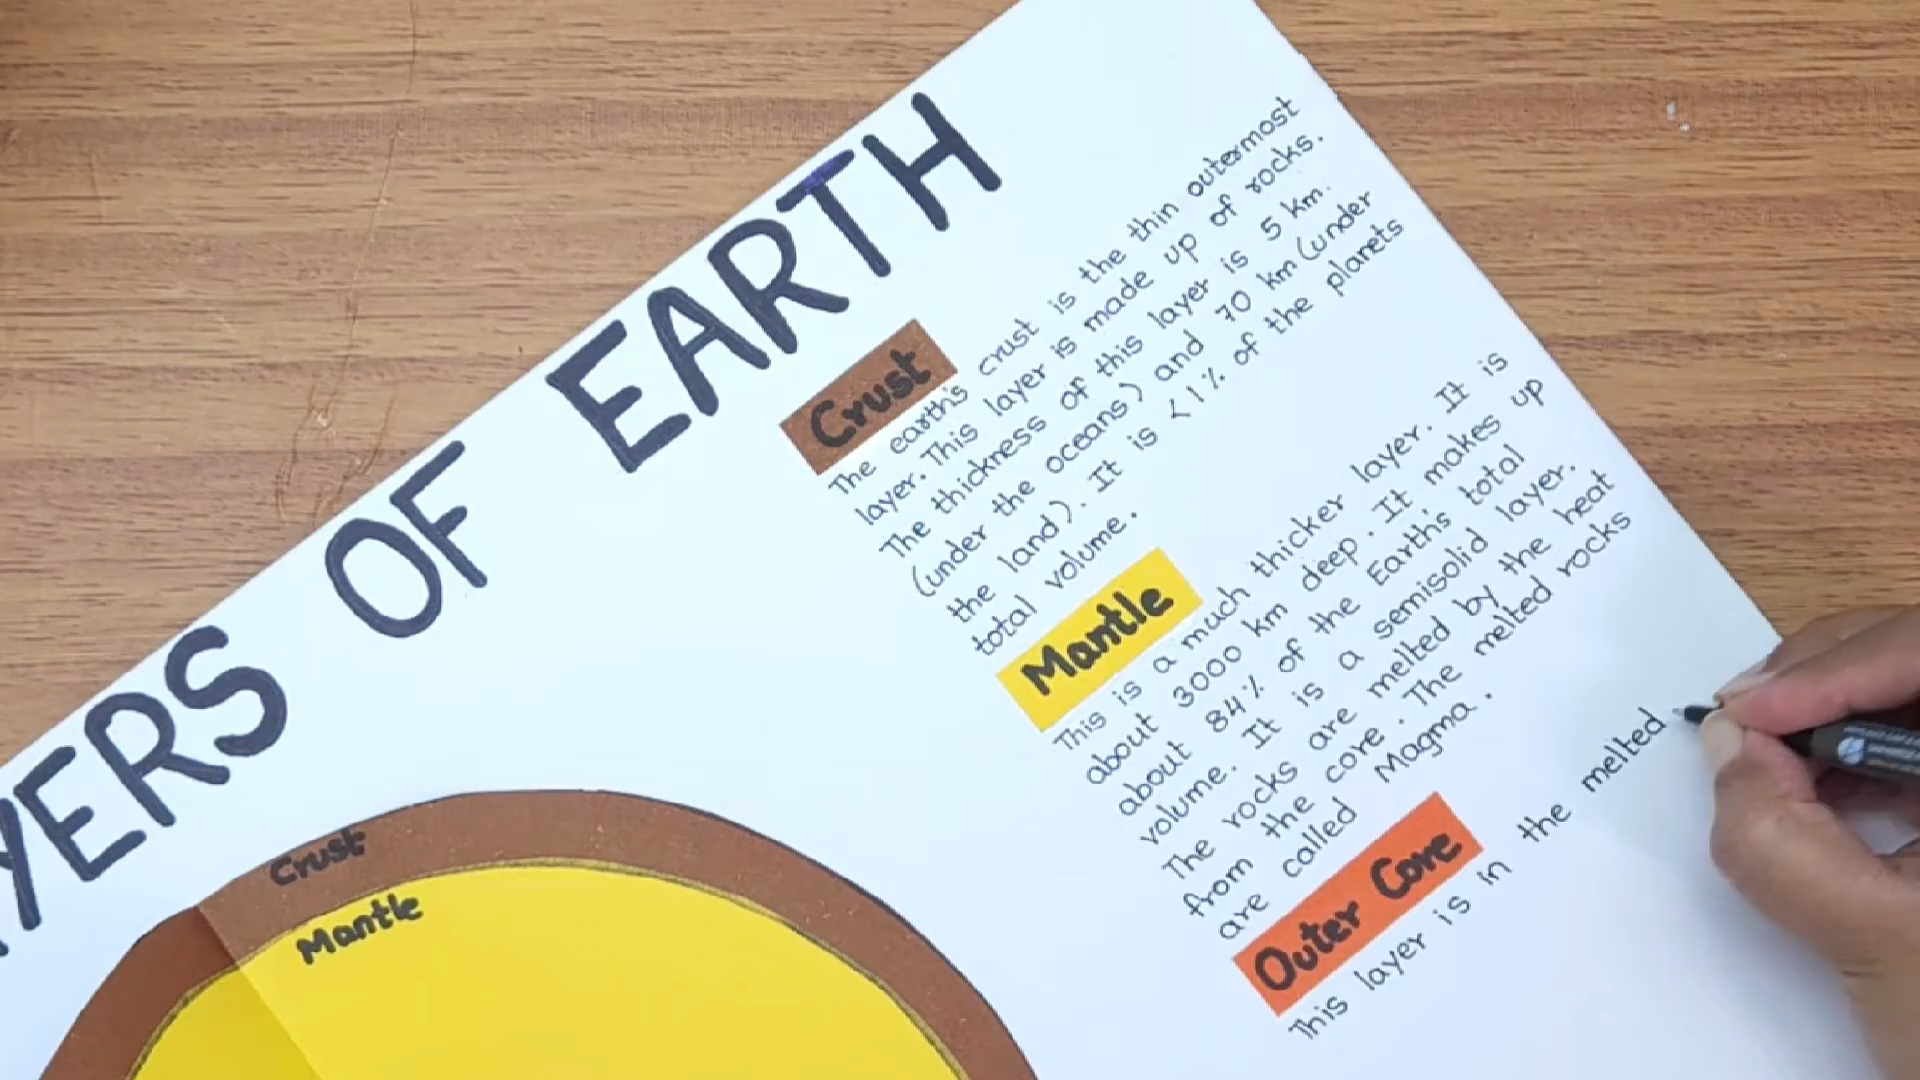 YERS OF EARTH
Crust
The earth's crust is the thin outermost
layer. This layer is made up of rocks.
The thickness of this layer is 5 km.
(under the oceans) and 70 km (under
the land). It is <1% of the planets
total volume.
Mantle
This is a much thicker layer. It is
about 3000 km deep. It makes up
about 84% of the Earth's total
volume. It is a semisolid layer.
The rocks are melted by the heat
from the core. The melted rocks
are called Magma.
Outer Core
This layer is in the melted
Crust
Mantle